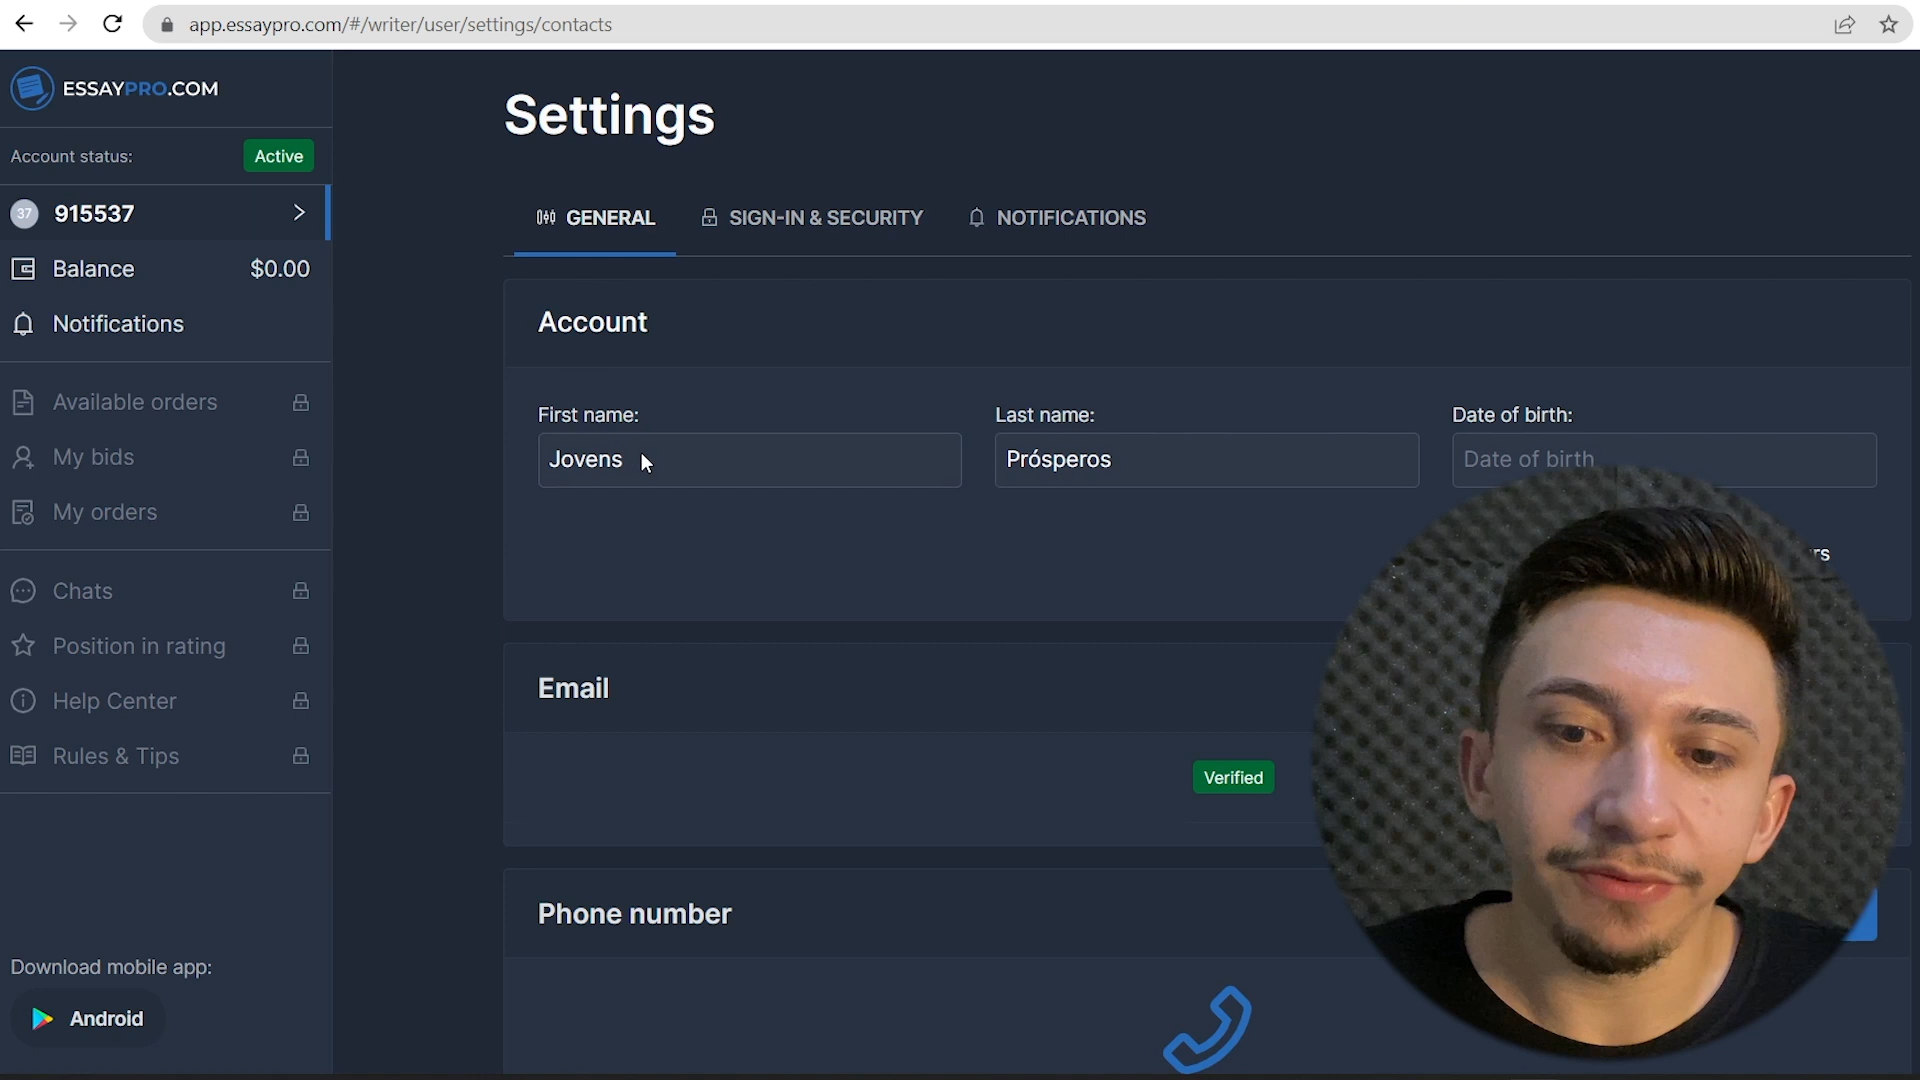 app.essaypro.com/#/writer/user/settings/contacts
ESSAYPRO.COM
Account status:
Active
37
915537
Balance
$0.00
Notifications
Available orders
My bids
My orders
Chats
Position in rating
Help Center
Rules & Tips
Download mobile app:
Android
Settings
GENERAL
SIGN-IN & SECURITY
NOTIFICATIONS
Account
First name:
Last name:
Date of birth:
Jovens
Prósperos
Date of birth
Email
Verified
Phone number